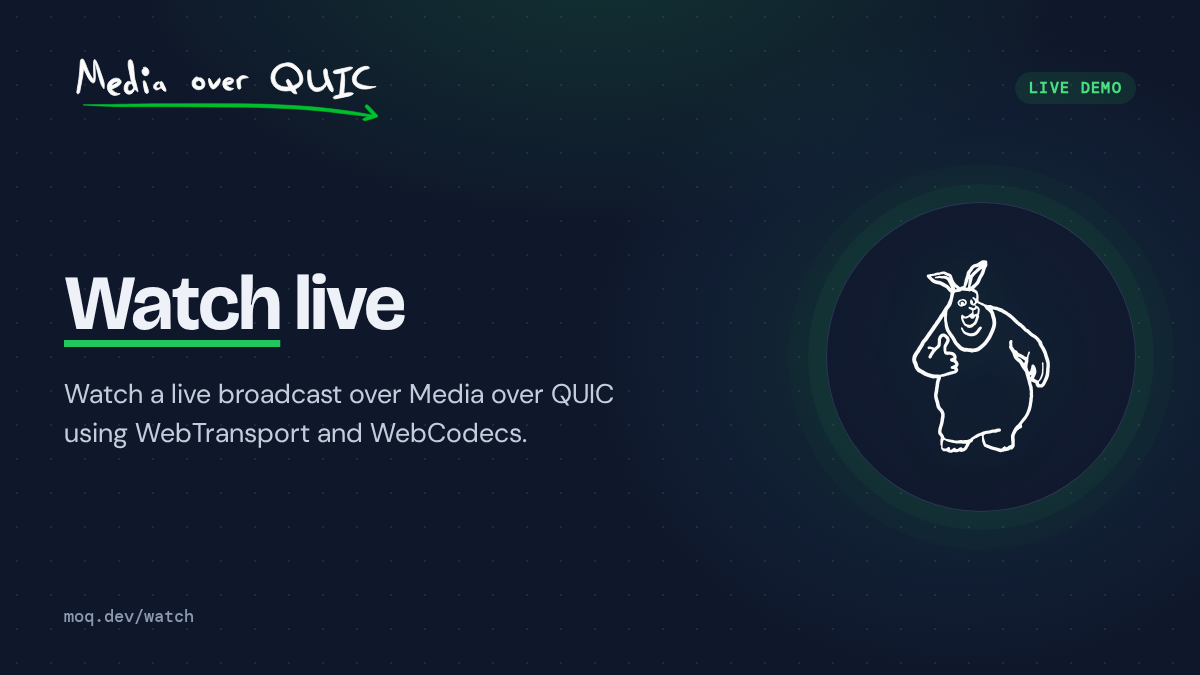 Media over QUIC
LIVE DEMO
Watch live
Watch a live broadcast over Media over QUIC
using WebTransport and WebCodecs.
moq.dev/watch